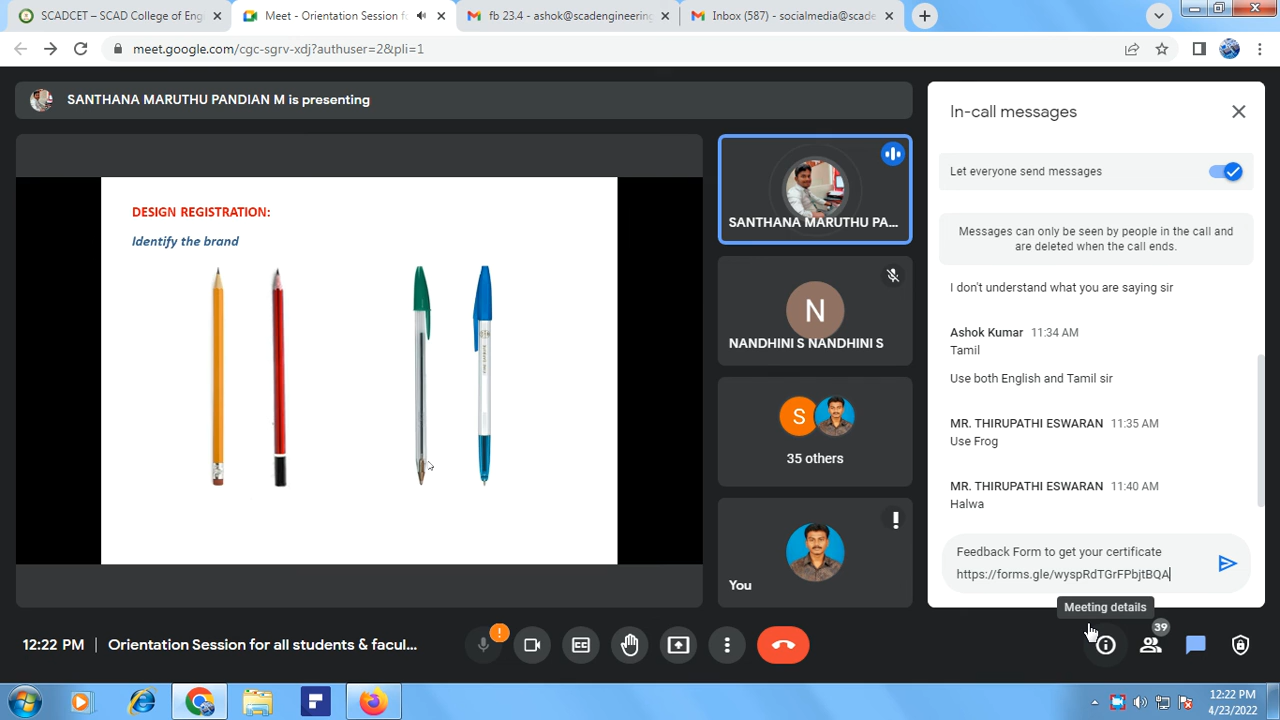 SCADCET – SCAD College of Eng
Meet - Orientation Session f
fb 23.4 - ashok@scadengineering
Inbox (587) - socialmedia@scade
meet.google.com/cgc-sgrv-xdj?authuser=2&pli=1
SANTHANA MARUTHU PANDIAN M is presenting
DESIGN REGISTRATION:
Identify the brand
SANTHANA MARUTHU PA...
N
NANDHINI S NANDHINI S
S
35 others
You
In-call messages
Let everyone send messages
Messages can only be seen by people in the call and
are deleted when the call ends.
I don't understand what you are saying sir
Ashok Kumar 11:34 AM
Tamil
Use both English and Tamil sir
MR. THIRUPATHI ESWARAN 11:35 AM
Use Frog
MR. THIRUPATHI ESWARAN 11:40 AM
Halwa
Feedback Form to get your certificate
https://forms.gle/wyspRdTGrFPbjtBQA
Meeting details
12:22 PM | Orientation Session for all students & facul...
39
12:22 PM
4/23/2022